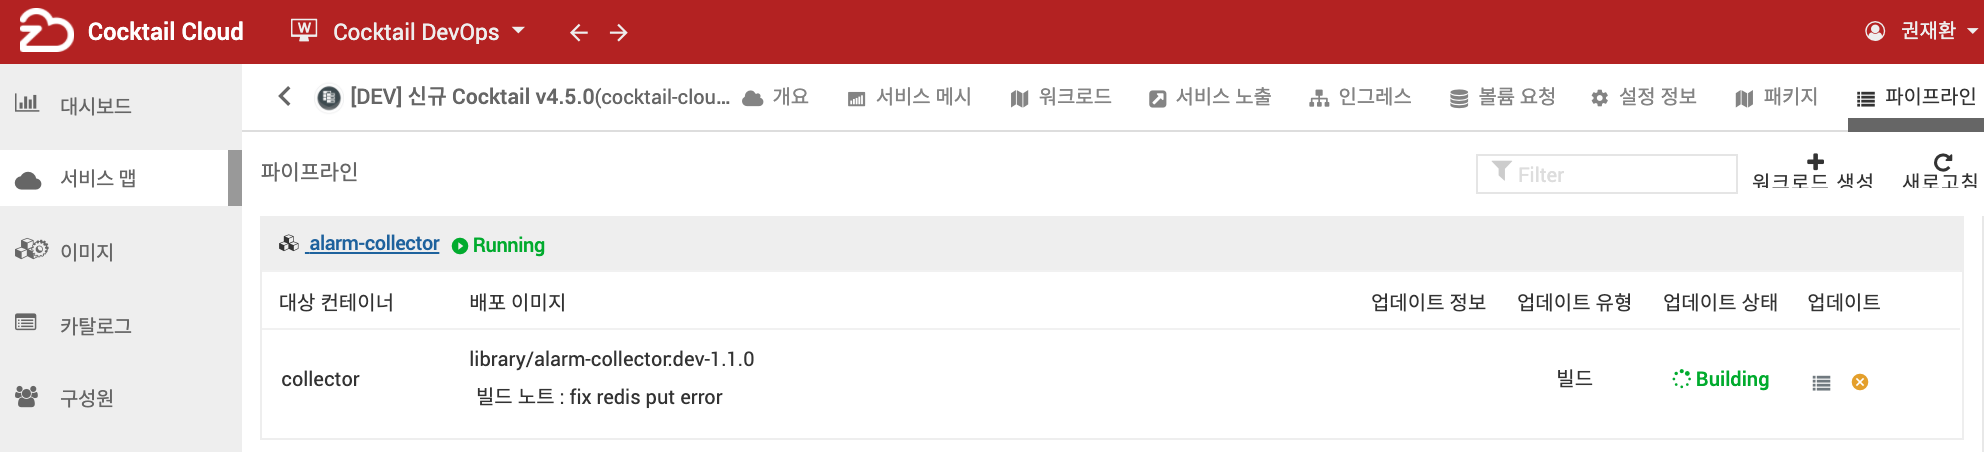 Cocktail Cloud
W Cocktail DevOps
권재환
대시보드
서비스 맵
이미지
카탈로그
구성원
[DEV] 신규 Cocktail v4.5.0(cocktail-clou... 개요 서비스 메시 워크로드 서비스 노출 인그레스 볼륨 요청 설정 정보 패키지 파이프라인
파이프라인
Filter
워크로드 생성
새로고침
alarm-collector Running
대상 컨테이너 배포 이미지 업데이트 정보 업데이트 유형 업데이트 상태 업데이트
collector
library/alarm-collector:dev-1.1.0
빌드 노트 : fix redis put error
빌드
Building